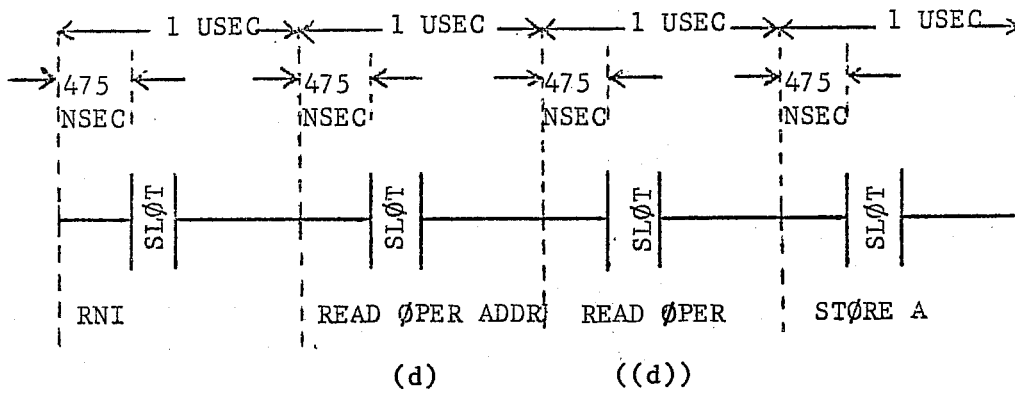 1 USEC 1 USEC 1 USEC 1 USEC
475 475 475 475
NSEC NSEC NSEC NSEC
SLØT SLØT SLØT SLØT
RNI READ ØPER ADDR READ ØPER STØRE A
(d) ((d))